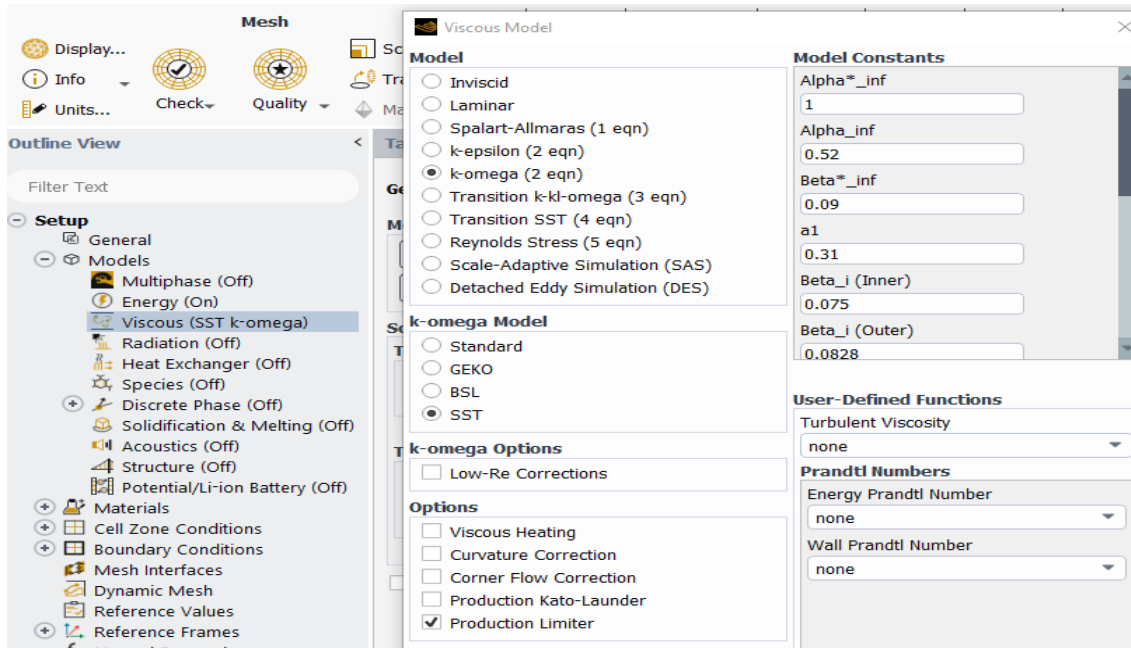 Mesh
Display...
Info
Units...
Check
Quality
Outline View
Filter Text
Setup
General
Models
Multiphase (Off)
Energy (On)
Viscous (SST k-omega)
Radiation (Off)
Heat Exchanger (Off)
Species (Off)
Discrete Phase (Off)
Solidification & Melting (Off)
Acoustics (Off)
Structure (Off)
Potential/Li-ion Battery (Off)
Materials
Cell Zone Conditions
Boundary Conditions
Mesh Interfaces
Dynamic Mesh
Reference Values
Reference Frames
Viscous Model
Model
Inviscid
Laminar
Spalart-Allmaras (1 eqn)
k-epsilon (2 eqn)
k-omega (2 eqn)
Transition k-kl-omega (3 eqn)
Transition SST (4 eqn)
Reynolds Stress (5 eqn)
Scale-Adaptive Simulation (SAS)
Detached Eddy Simulation (DES)
k-omega Model
Standard
GEKO
BSL
SST
k-omega Options
Low-Re Corrections
Options
Viscous Heating
Curvature Correction
Corner Flow Correction
Production Kato-Launder
Production Limiter
Model Constants
Alpha*_inf
1
Alpha_inf
0.52
Beta*_inf
0.09
a1
0.31
Beta_i (Inner)
0.075
Beta_i (Outer)
0.0828
User-Defined Functions
Turbulent Viscosity
none
Prandtl Numbers
Energy Prandtl Number
none
Wall Prandtl Number
none